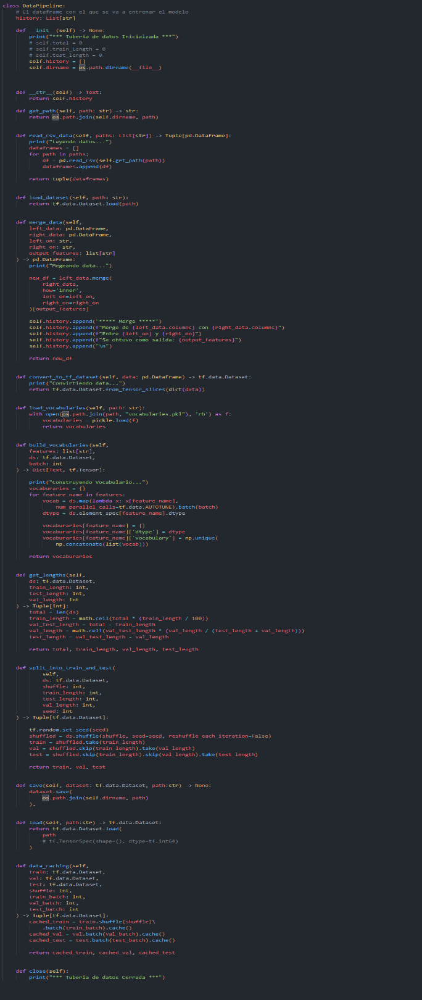 class DataPipeline:
# El dataframe con el que se va a entrenar el modelo
history: List[str]
def __init__(self) -> None:
print("*** Tuberia de datos Inicialzada ***")
# self.total = 0
# self.train_Length = 0
# self.test_length = 0
self.history = []
self.dirname = os.path.dirname(__file__)
def __str__(self) -> Text:
return self.history
def get_path(self, path: str) -> str:
return os.path.join(self.dirname, path)
def read_csv_data(self, paths: List[str]) -> Tuple[pd.DataFrame]:
print("Leyendo datos...")
dataframes = []
for path in paths:
df = pd.read_csv(self.get_path(path))
dataframes.append(df)
return tuple(dataframes)
def load_dataset(self, path: str):
return tf.data.Dataset.load(path)
def merge_data(self,
left_data: pd.DataFrame,
right_data: pd.DataFrame,
left_on: str,
right_on: str,
output_features: list[str]
) -> pd.DataFrame:
print("Megeando data...")
new_df = left_data.merge(
right_data,
how='inner',
left_on=left_on,
right_on=right_on
)[output_features]
self.history.append("***** Merge *****")
self.history.append(f"Merge de {left_data.columns} con {right_data.columns}")
self.history.append(f"Entre {left_on} y {right_on}")
self.history.append(f"Se obtuvo como salida: {output_features}")
self.history.append("\n")
return new_df
def convert_to_tf_dataset(self, data: pd.DataFrame) -> tf.data.Dataset:
print("Convirtiendo data...")
return tf.data.Dataset.from_tensor_slices(dict(data))
def load_vocabularies(self, path: str):
with open(os.path.join(path, "vocabularies.pkl"), 'rb') as f:
vocabularies = pickle.load(f)
return vocabularies
def build_vocabularies(self,
features: list[str],
ds: tf.data.Dataset,
batch: int
) -> Dict[Text, tf.Tensor]:
print("Construyendo Vocabulario...")
vocaburaries = {}
for feature_name in features:
vocab = ds.map(lambda x: x[feature_name],
num_parallel_calls=tf.data.AUTOTUNE).batch(batch)
dtype = ds.element_spec[feature_name].dtype
vocaburaries[feature_name] = {}
vocaburaries[feature_name]['dtype'] = dtype
vocaburaries[feature_name]['vocabulary'] = np.unique(
np.concatenate(list(vocab)))
return vocaburaries
def get_lengths(self,
ds: tf.data.Dataset,
train_length: int,
test_length: int,
val_length: int
) -> Tuple[int]:
total = len(ds)
train_length = math.ceil(total * (train_length / 100))
val_test_length = total - train_length
val_length = math.ceil(val_test_length * (val_length / (test_length + val_length)))
test_length = val_test_length - val_length
return total, train_length, val_length, test_length
def split_into_train_and_test(
self,
ds: tf.data.Dataset,
shuffle: int,
train_length: int,
test_length: int,
val_length: int,
seed: int
) -> Tuple[tf.data.Dataset]:
tf.random.set_seed(seed)
shuffled = ds.shuffle(shuffle, seed=seed, reshuffle_each_iteration=False)
train = shuffled.take(train_length)
val = shuffled.skip(train_length).take(val_length)
test = shuffled.skip(train_length).skip(val_length).take(test_length)
return train, val, test
def save(self, dataset: tf.data.Dataset, path:str) -> None:
dataset.save(
os.path.join(self.dirname, path)
),
def load(self, path:str) -> tf.data.Dataset:
return tf.data.Dataset.load(
path
# tf.TensorSpec(shape=(), dtype=tf.int64)
)
def data_caching(self,
train: tf.data.Dataset,
val: tf.data.Dataset,
test: tf.data.Dataset,
shuffle: int,
train_batch: int,
val_batch: int,
test_batch: int
) -> Tuple[tf.data.Dataset]:
cached_train = train.shuffle(shuffle)\
.batch(train_batch).cache()
cached_val = val.batch(val_batch).cache()
cached_test = test.batch(test_batch).cache()
return cached_train, cached_val, cached_test
def close(self):
print("*** Tuberia de datos Cerrada ***")